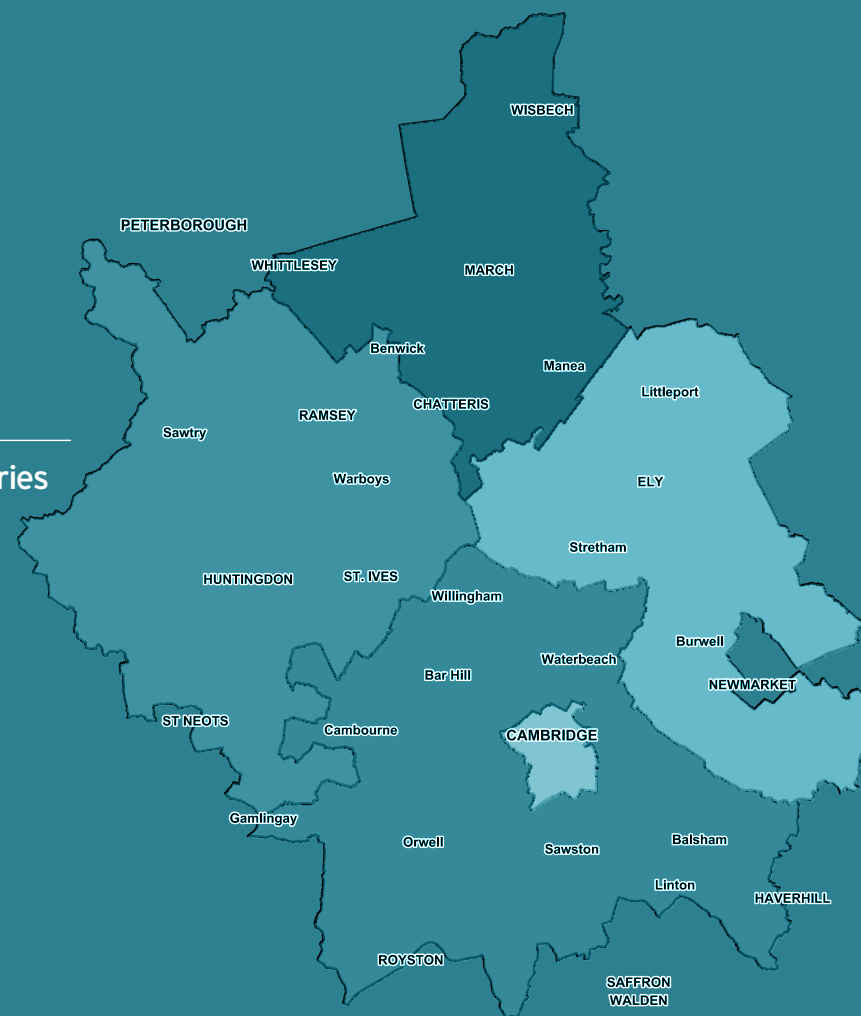 WISBECH
PETERBOROUGH
WHITTLESEY
MARCH
Benwick
Manea
Littleport
CHATTERIS
RAMSEY
Sawtry
ries
Warboys
ELY
Stretham
HUNTINGDON
ST. IVES
Willingham
Burwell
Waterbeach
Bar Hill
NEWMARKET
ST NEOTS
Cambourne
CAMBRIDGE
Gamlingay
Orwell
Sawston
Balsham
Linton
HAVERHILL
ROYSTON
SAFFRON
WALDEN